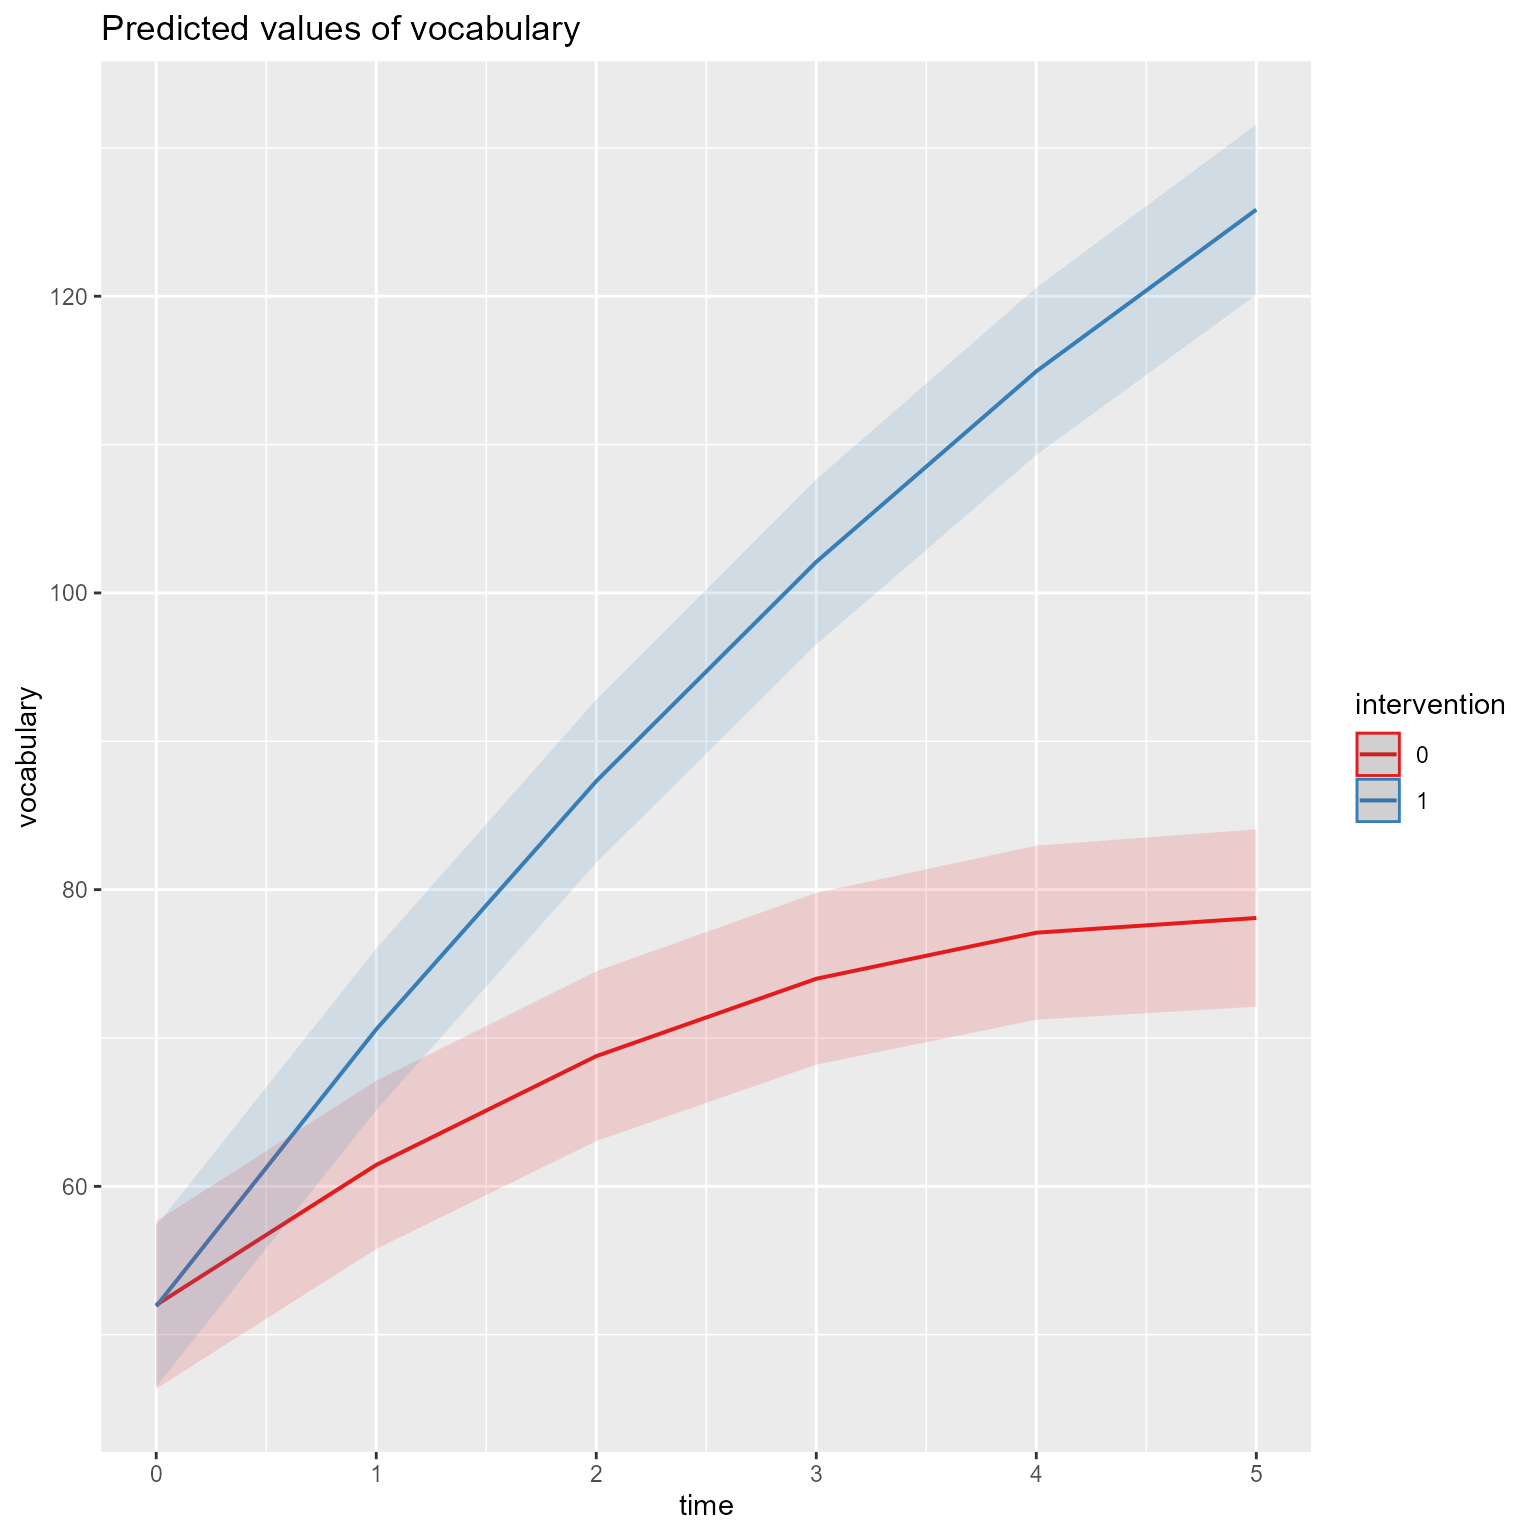 Predicted values of vocabulary
120
100
80
60
vocabulary
0 1 2 3 4 5
time
intervention
0
1